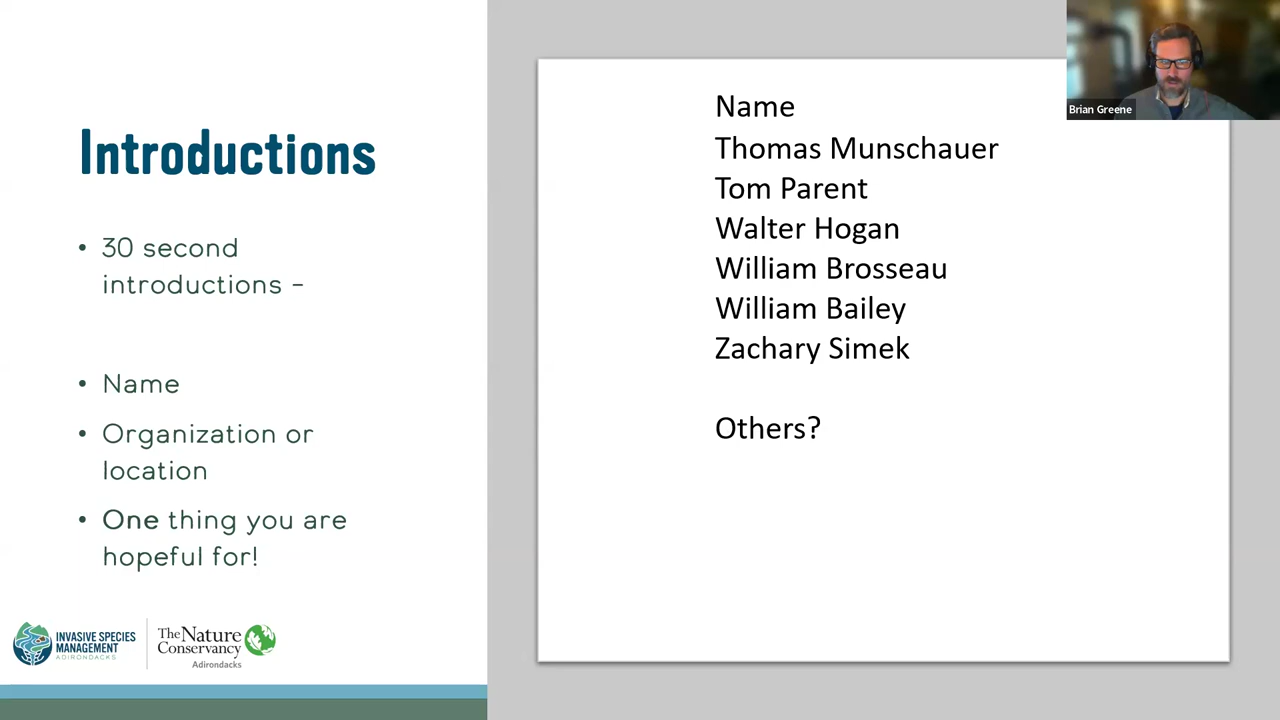 Introductions
• 30 second
introductions -
• Name
• Organization or
location
• One thing you are
hopeful for!
INVASIVE SPECIES
MANAGEMENT
ADIRONDACKS
The Nature
Conservancy
Adirondacks
Name
Thomas Munschauer
Tom Parent
Walter Hogan
William Brosseau
William Bailey
Zachary Simek
Others?
Brian Greene